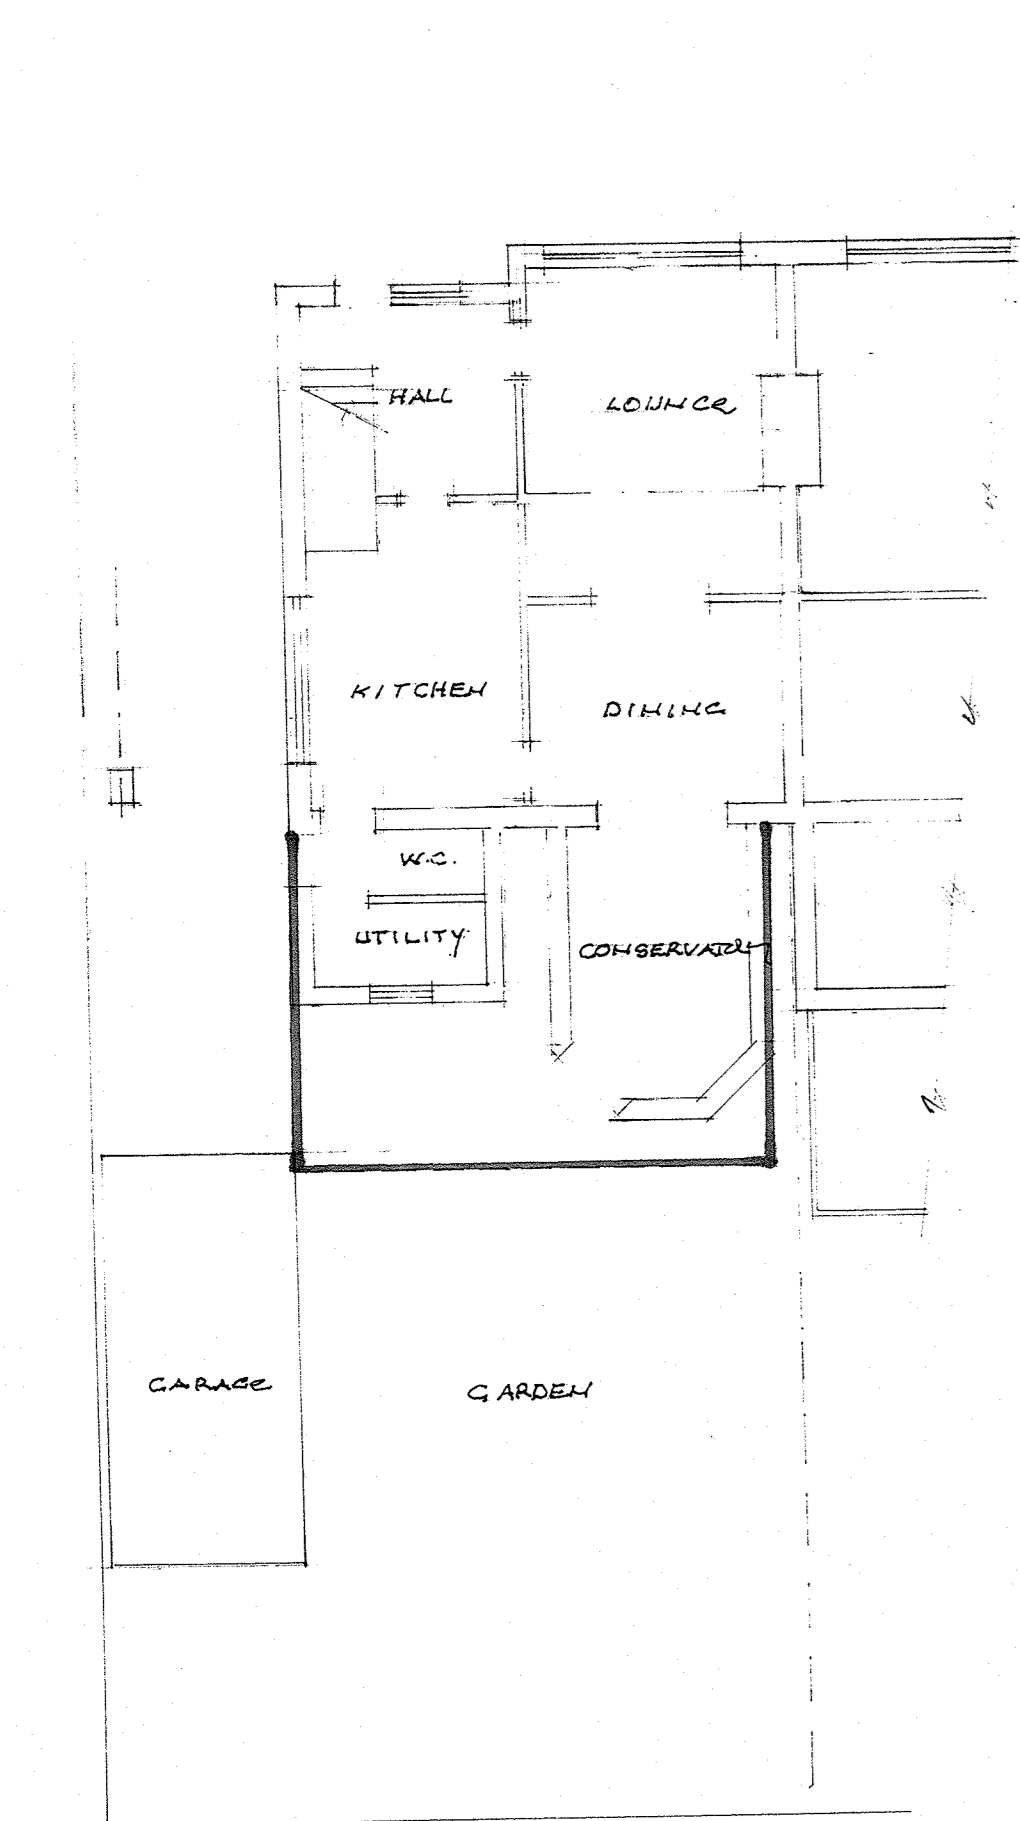 HALL
LOUNGE
KITCHEN
DINING
W.C.
UTILITY
CONSERVATORY
GARAGE
GARDEN